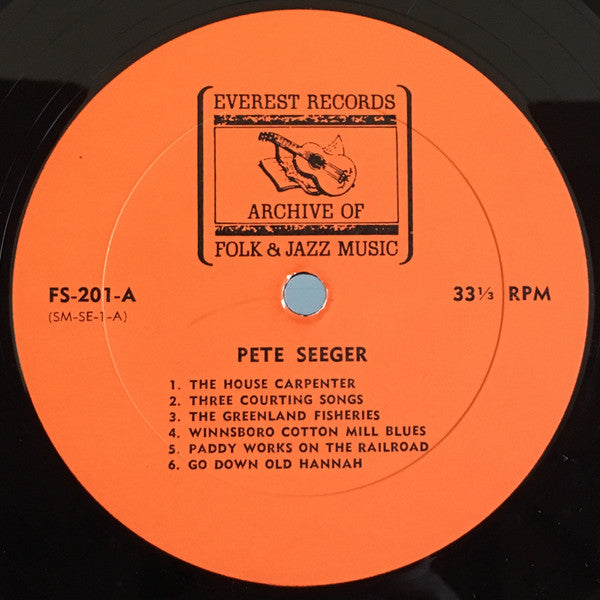 EVEREST RECORDS
ARCHIVE OF
FOLK & JAZZ MUSIC
FS-201-A 33⅓ RPM
(SM-SE-1-A)
PETE SEEGER
1. THE HOUSE CARPENTER
2. THREE COURTING SONGS
3. THE GREENLAND FISHERIES
4. WINNSBORO COTTON MILL BLUES
5. PADDY WORKS ON THE RAILROAD
6. GO DOWN OLD HANNAH